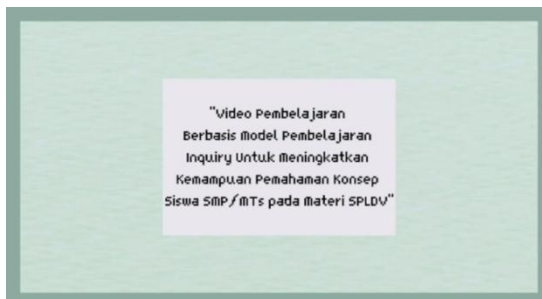 "Video Pembelajaran
Berbasis Model Pembelajaran
Inquiry Untuk Meningkatkan
Kemampuan Pemahaman Konsep
Siswa SMP/MTs pada Materi SPLDV"